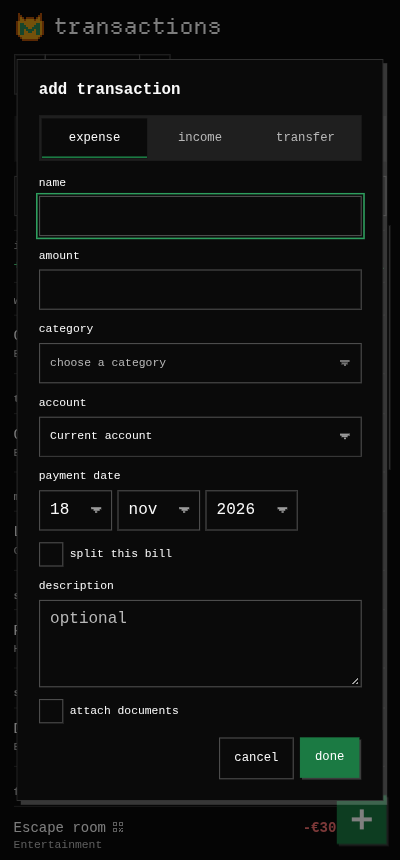 transactions
add transaction
expense income transfer
name
amount
category
choose a category
account
Current account
payment date
18 nov 2026
split this bill
description
optional
attach documents
cancel done
Escape room -€30
Entertainment